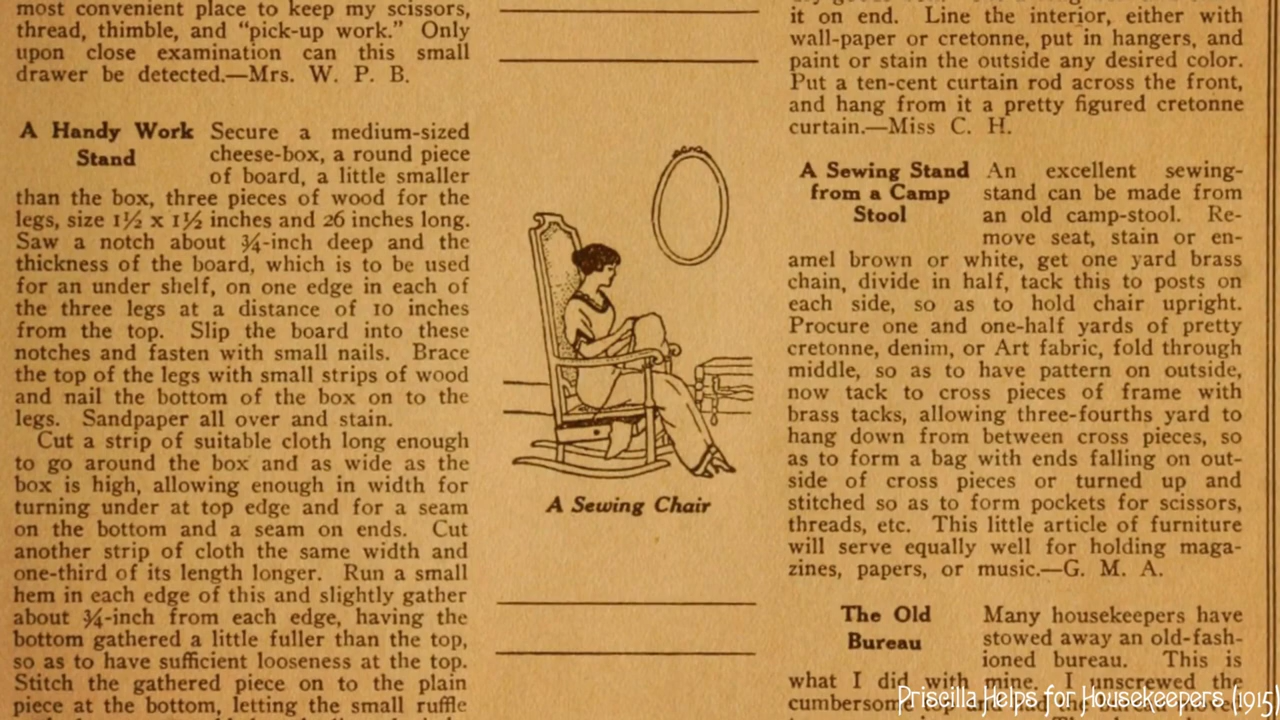 most convenient place to keep my scissors,
thread, thimble, and “pick-up work.” Only
upon close examination can this small
drawer be detected.—Mrs. W. P. B.
A Handy Work Stand
Secure a medium-sized
cheese-box, a round piece
of board, a little smaller
than the box, three pieces of wood for the
legs, size 1½ x 1½ inches and 26 inches long.
Saw a notch about ¾-inch deep and the
thickness of the board, which is to be used
for an under shelf, on one edge in each of
the three legs at a distance of 10 inches
from the top. Slip the board into these
notches and fasten with small nails. Brace
the top of the legs with small strips of wood
and nail the bottom of the box on to the
legs. Sandpaper all over and stain.
Cut a strip of suitable cloth long enough
to go around the box and as wide as the
box is high, allowing enough in width for
turning under at top edge and for a seam
on the bottom and a seam on ends. Cut
another strip of cloth the same width and
one-third of its length longer. Run a small
hem in each edge of this and slightly gather
about ¾-inch from each edge, having the
bottom gathered a little fuller than the top,
so as to have sufficient looseness at the top.
Stitch the gathered piece on to the plain
piece at the bottom, letting the small ruffle
A Sewing Chair
it on end. Line the interior, either with
wall-paper or cretonne, put in hangers, and
paint or stain the outside any desired color.
Put a ten-cent curtain rod across the front,
and hang from it a pretty figured cretonne
curtain.—Miss C. H.
A Sewing Stand
from a Camp
Stool
An excellent sewing-
stand can be made from
an old camp-stool. Re-
move seat, stain or en-
amel brown or white, get one yard brass
chain, divide in half, tack this to posts on
each side, so as to hold chair upright.
Procure one and one-half yards of pretty
cretonne, denim, or Art fabric, fold through
middle, so as to have pattern on outside,
now tack to cross pieces of frame with
brass tacks, allowing three-fourths yard to
hang down from between cross pieces, so
as to form a bag with ends falling on out-
side of cross pieces or turned up and
stitched so as to form pockets for scissors,
threads, etc. This little article of furniture
will serve equally well for holding maga-
zines, papers, or music.—G. M. A.
The Old
Bureau
Many housekeepers have
stowed away an old-fash-
ioned bureau. This is
what I did with mine. I unscrewed the
cumbersome
Priscilla Helps for Housekeepers (1915)